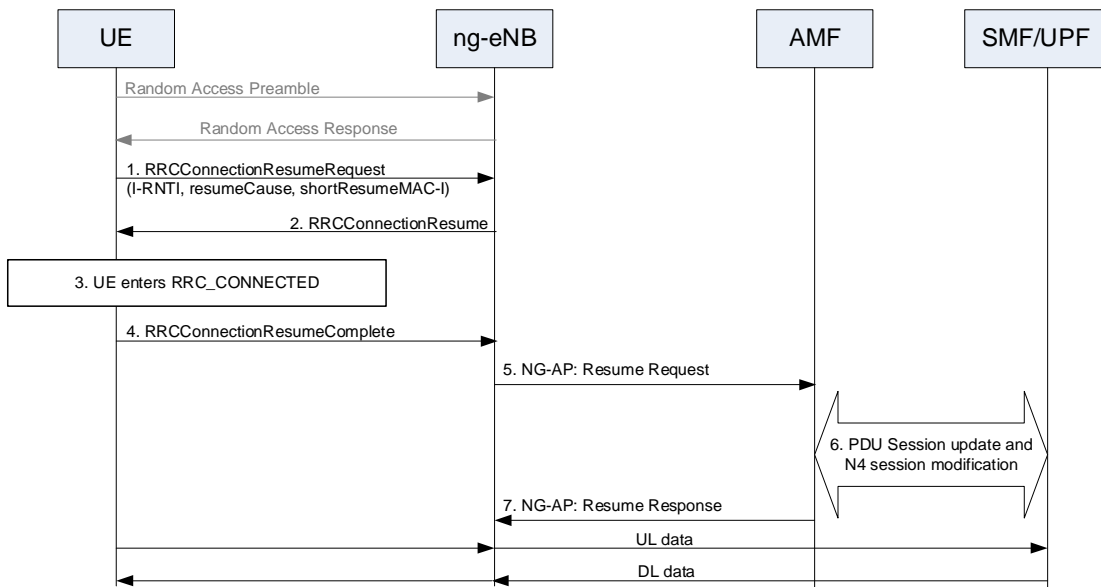 UE
ng-eNB
AMF
SMF/UPF
Random Access Preamble
Random Access Response
1. RRCConnectionResumeRequest
(I-RNTI, resumeCause, shortResumeMAC-I)
2. RRCConnectionResume
3. UE enters RRC_CONNECTED
4. RRCConnectionResumeComplete
5. NG-AP: Resume Request
6. PDU Session update and
N4 session modification
7. NG-AP: Resume Response
UL data
DL data